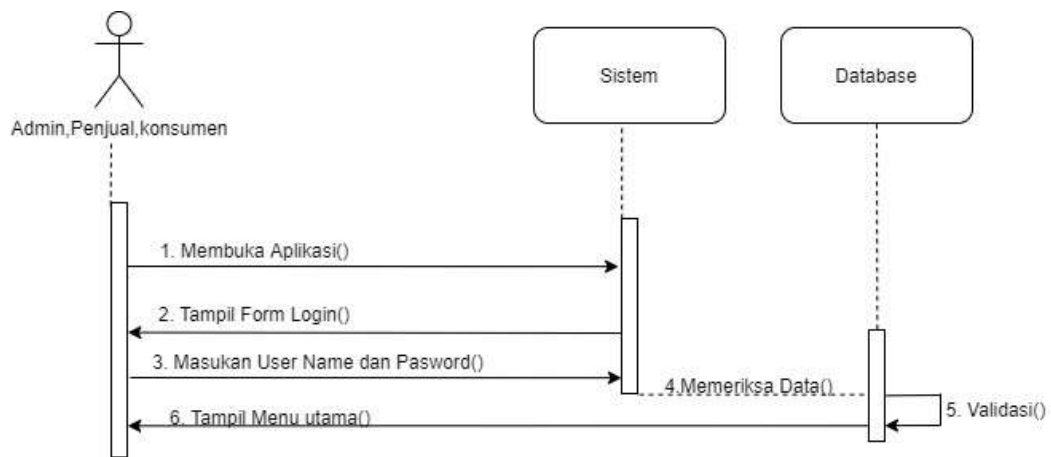 Sistem
Database
Admin,Penjual,konsumen
1. Membuka Aplikasi()
2. Tampil Form Login()
3. Masukan User Name dan Pasword()
4.Memeriksa Data()
5. Validasi()
6. Tampil Menu utama()